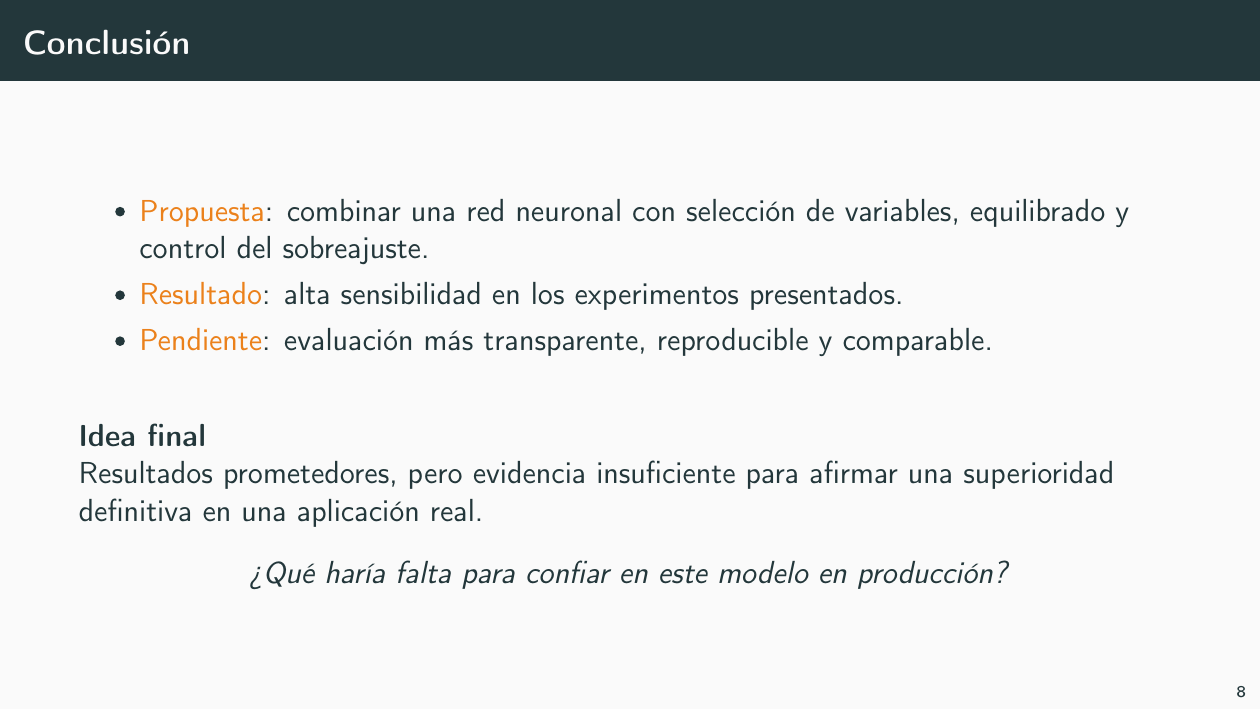 Conclusión
• Propuesta: combinar una red neuronal con selección de variables, equilibrado y
control del sobreajuste.
• Resultado: alta sensibilidad en los experimentos presentados.
• Pendiente: evaluación más transparente, reproducible y comparable.
Idea final
Resultados prometedores, pero evidencia insuficiente para afirmar una superioridad
definitiva en una aplicación real.
¿Qué haría falta para confiar en este modelo en producción?
8